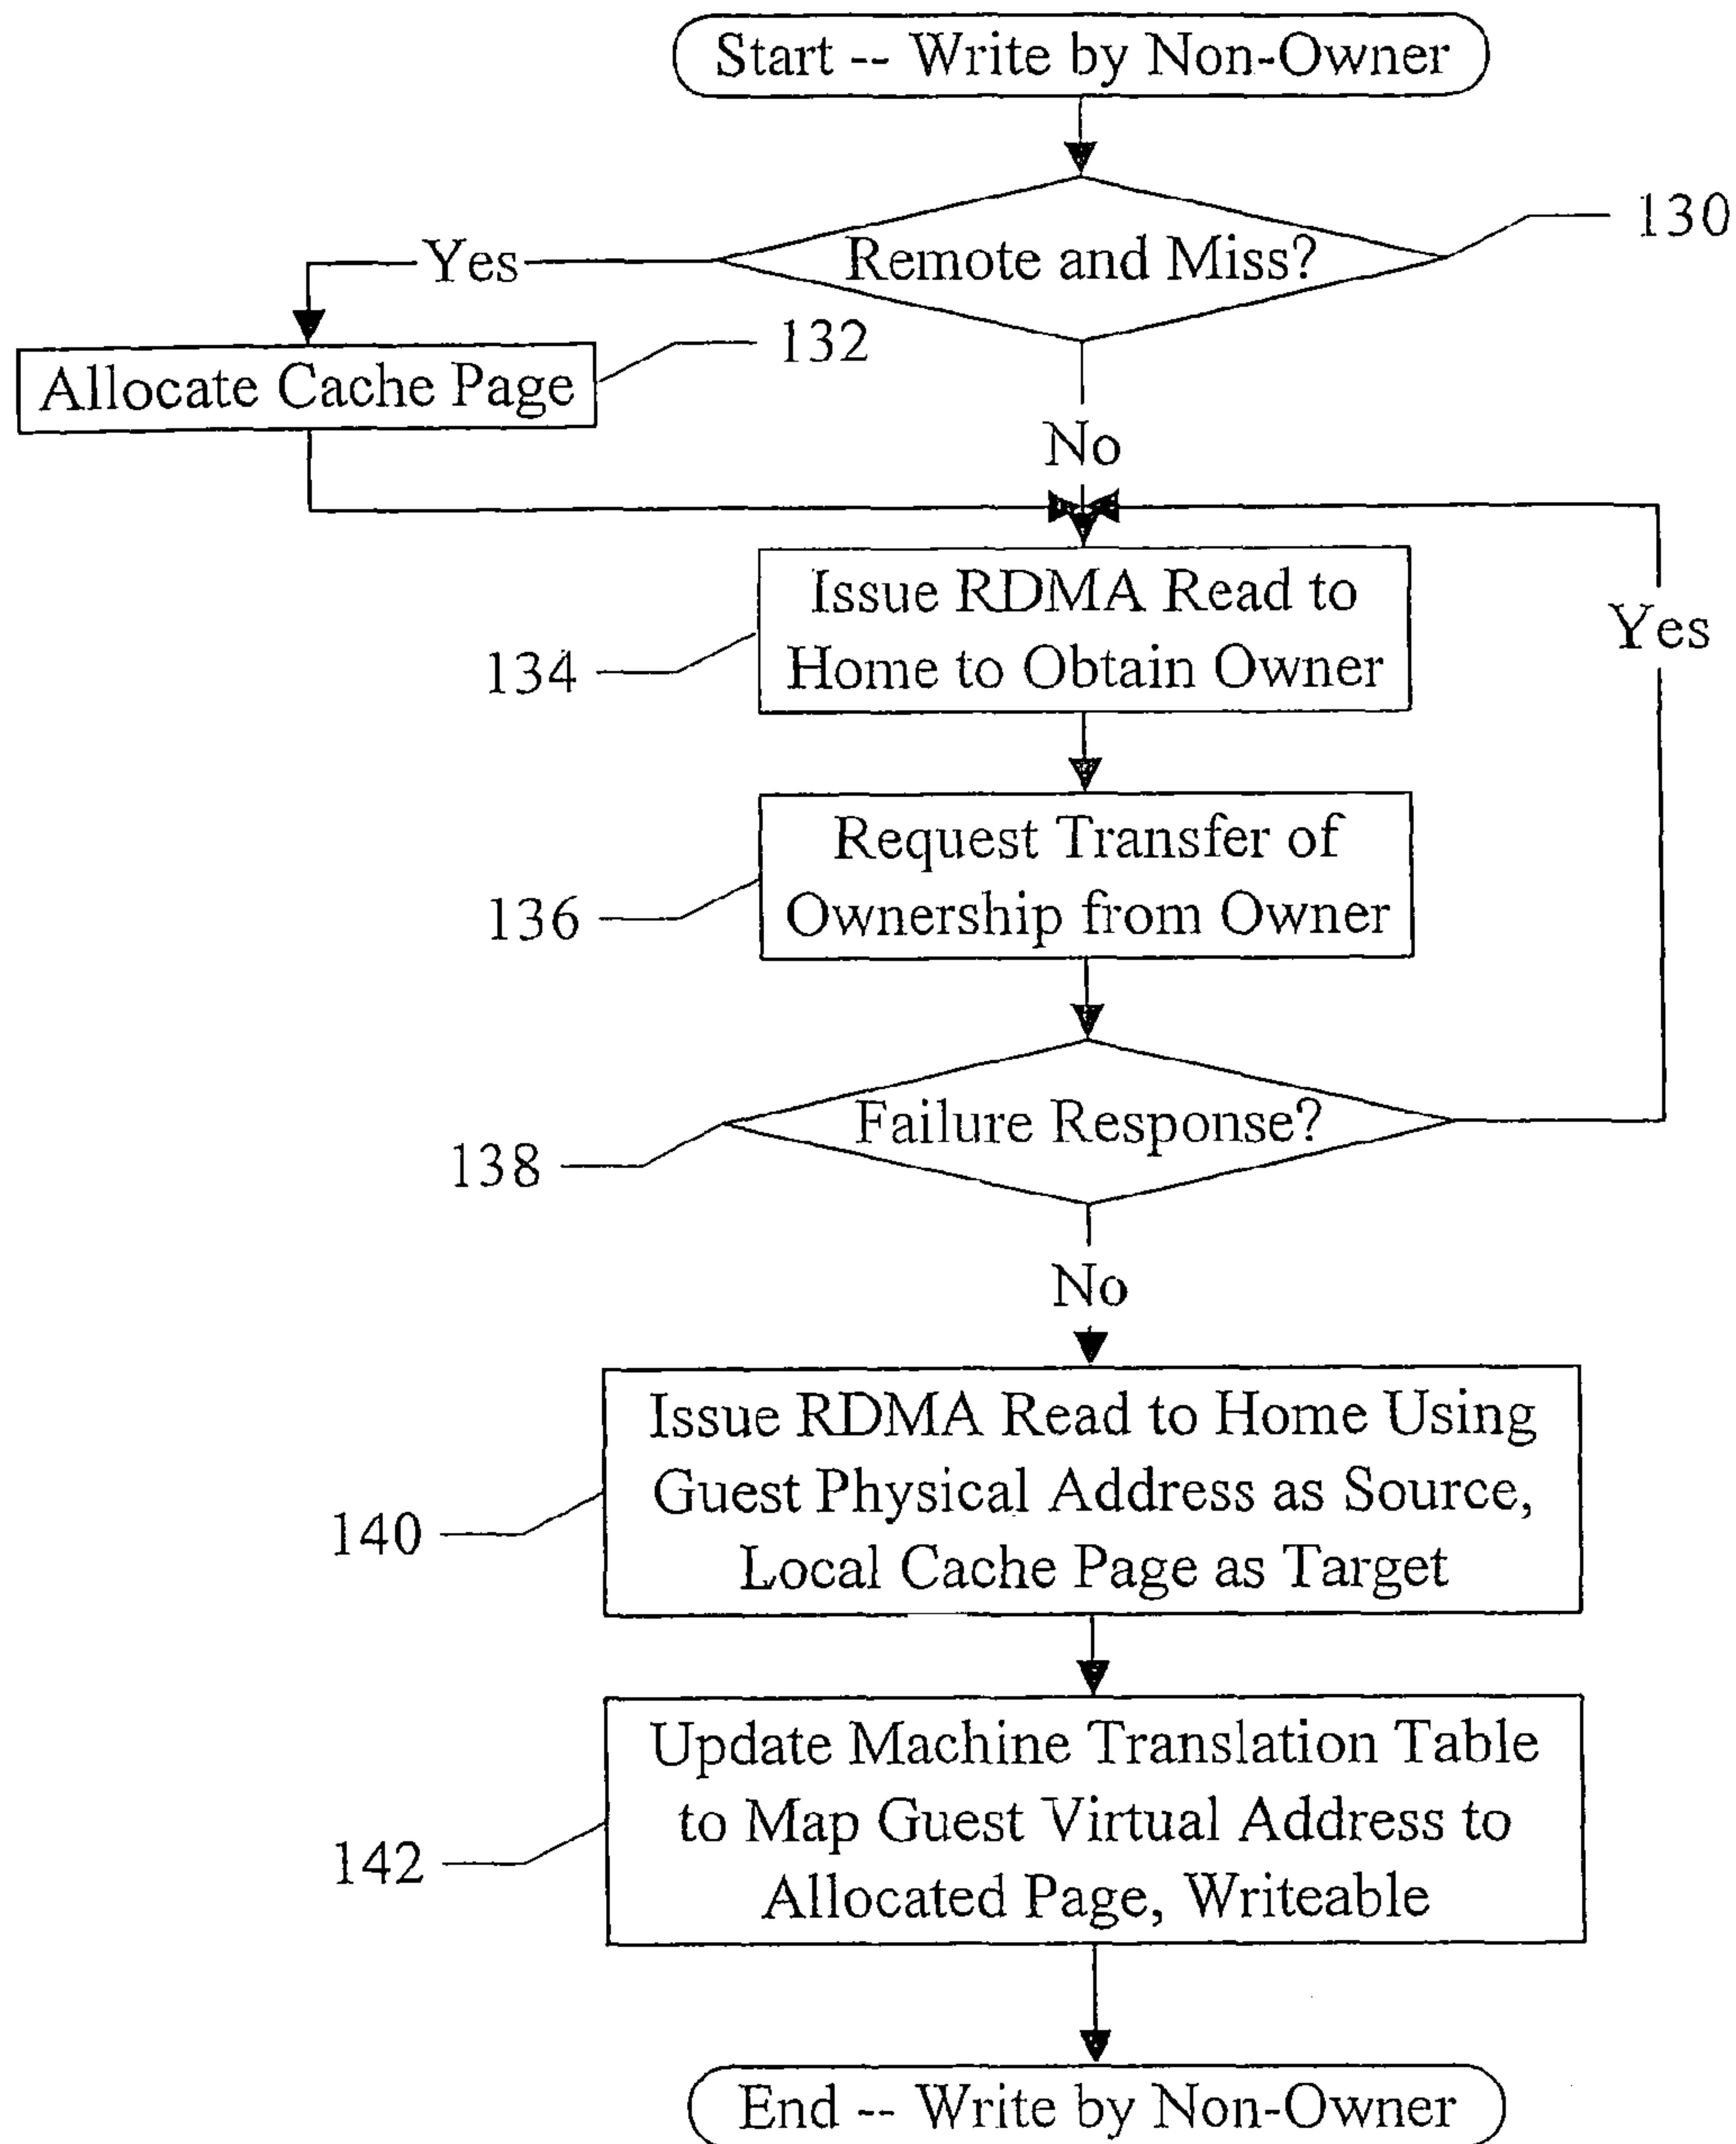 Start -- Write by Non-Owner
130
Remote and Miss?
Yes
132
Allocate Cache Page
No
Issue RDMA Read to
Home to Obtain Owner
134
Yes
Request Transfer of
Ownership from Owner
136
Failure Response?
138
No
Issue RDMA Read to Home Using
Guest Physical Address as Source,
Local Cache Page as Target
140
Update Machine Translation Table
to Map Guest Virtual Address to
Allocated Page, Writeable
142
End -- Write by Non-Owner